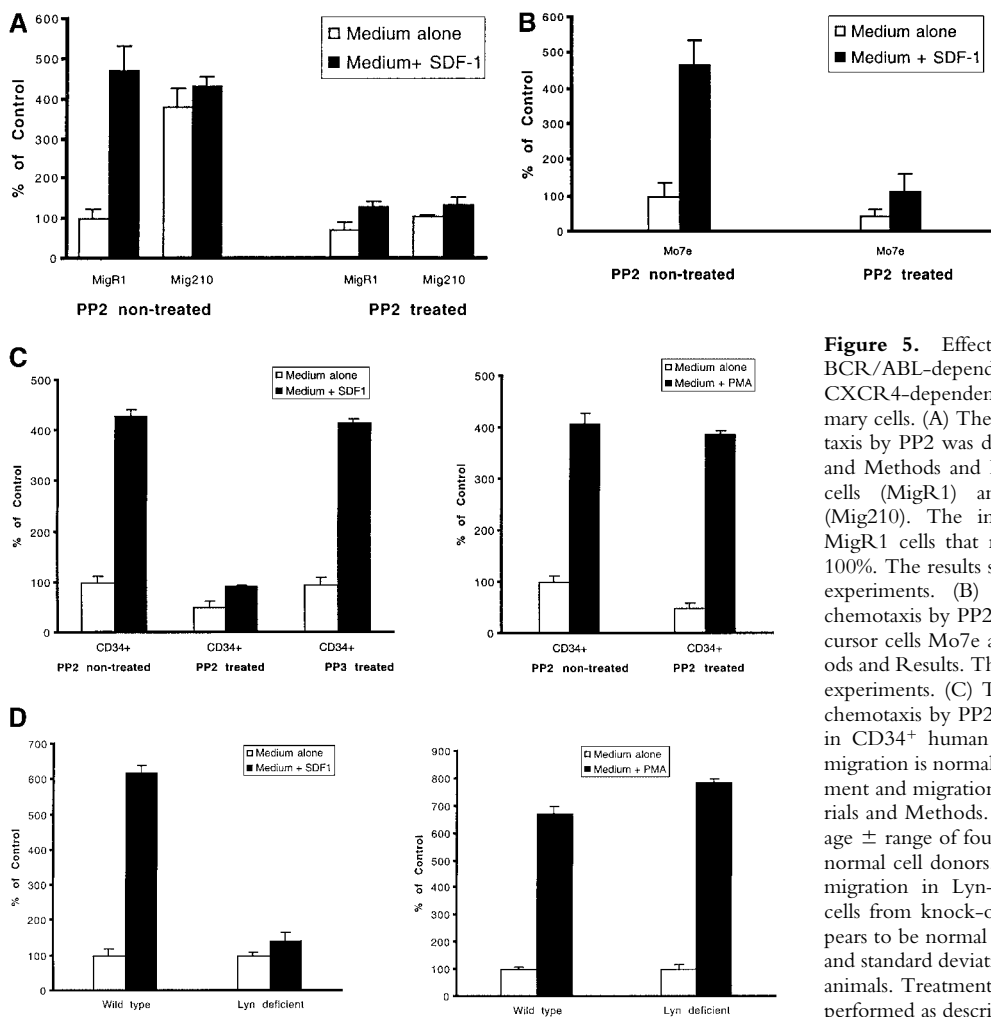 A
600
500
400
300
200
100
0
% of Control
Medium alone
Medium+ SDF-1
MigR1 Mig210 MigR1 Mig210
PP2 non-treated PP2 treated
B
600
500
400
300
200
100
0
% of Control
Medium alone
Medium + SDF-1
Mo7e Mo7e
PP2 non-treated PP2 treated
C
500
400
300
200
100
0
% of Control
Medium alone
Medium + SDF1
CD34+ CD34+ CD34+
PP2 non-treated PP2 treated PP3 treated
500
400
300
200
100
0
% of Control
Medium alone
Medium + PMA
CD34+ CD34+
PP2 non-treated PP2 treated
D
700
600
500
400
300
200
100
0
% of Control
Medium alone
Medium + SDF1
Wild type Lyn deficient
900
800
700
600
500
400
300
200
100
0
% of Control
Medium alone
Medium + PMA
Wild type Lyn deficient
Figure 5. Effect
BCR/ABL-depend
CXCR4-dependen
mary cells. (A) The
taxis by PP2 was d
and Methods and
cells (MigR1) an
(Mig210). The in
MigR1 cells that r
100%. The results s
experiments. (B)
chemotaxis by PP2
cursor cells Mo7e a
ods and Results. Th
experiments. (C) T
chemotaxis by PP2
in CD34+ human
migration is normal
ment and migration
rials and Methods.
age ± range of fou
normal cell donors
migration in Lyn-
cells from knock-o
pears to be normal
and standard deviati
animals. Treatment
performed as descri